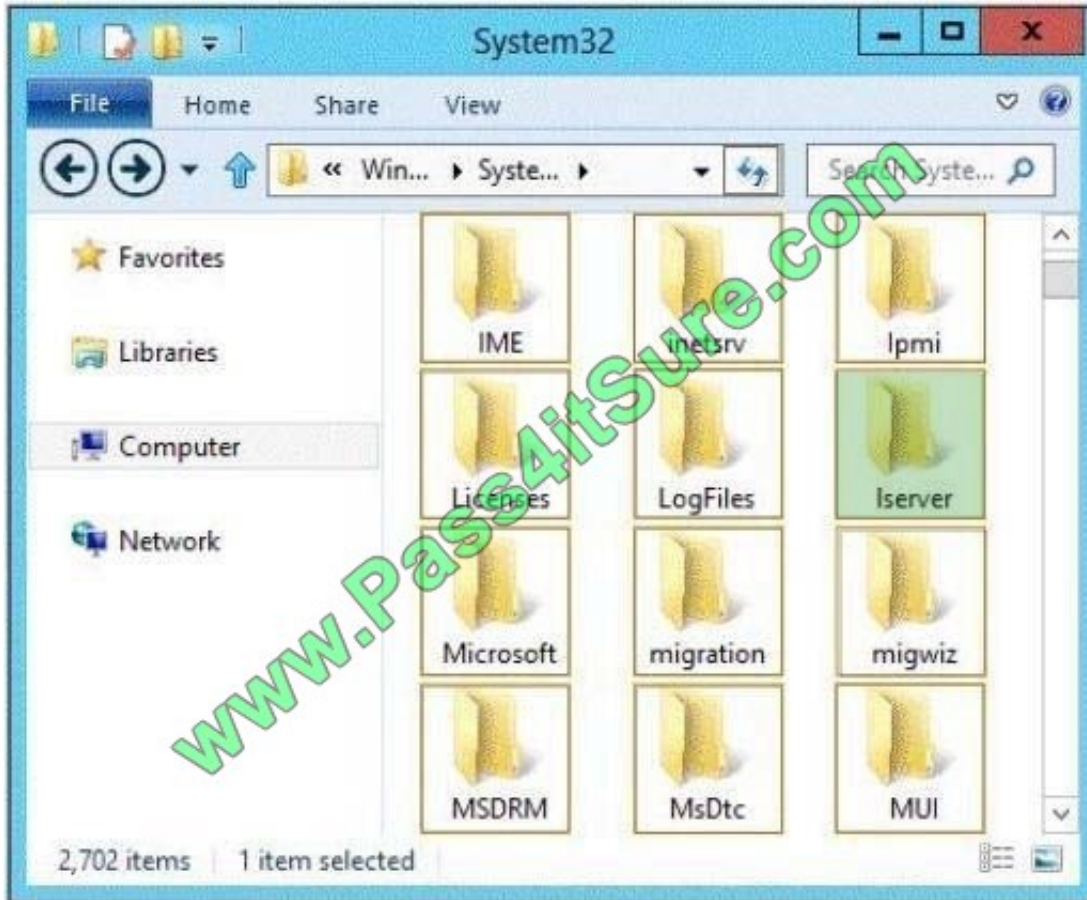 System32
File Home Share View
« Win... Syste... Search Syste...
Favorites
Libraries
Computer
Network
IME inetsrv Ipmi
Licenses LogFiles lserver
Microsoft migration migwiz
MSDRM MsDtc MUI
2,702 items 1 item selected
www.Pass4itSure.com